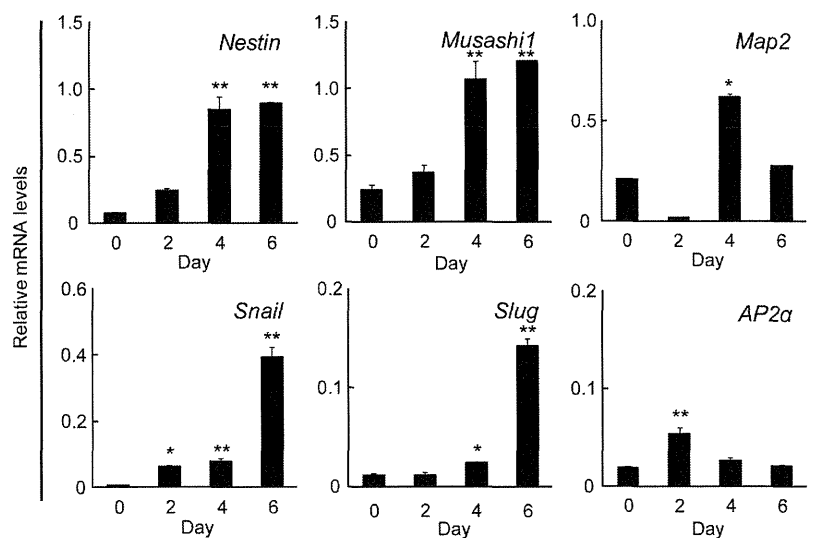 Relative mRNA levels
Nestin
1.5
1.0
0.5
0
** **
0 2 4 6
Day
Musashi1
1.5
1.0
0.5
0
** **
0 2 4 6
Day
Map2
1.0
0.5
0
*
0 2 4 6
Day
Snail
0.6
0.4
0.2
0
* ** **
0 2 4 6
Day
Slug
0.2
0.1
0
* **
0 2 4 6
Day
AP2α
0.2
0.1
0
**
0 2 4 6
Day